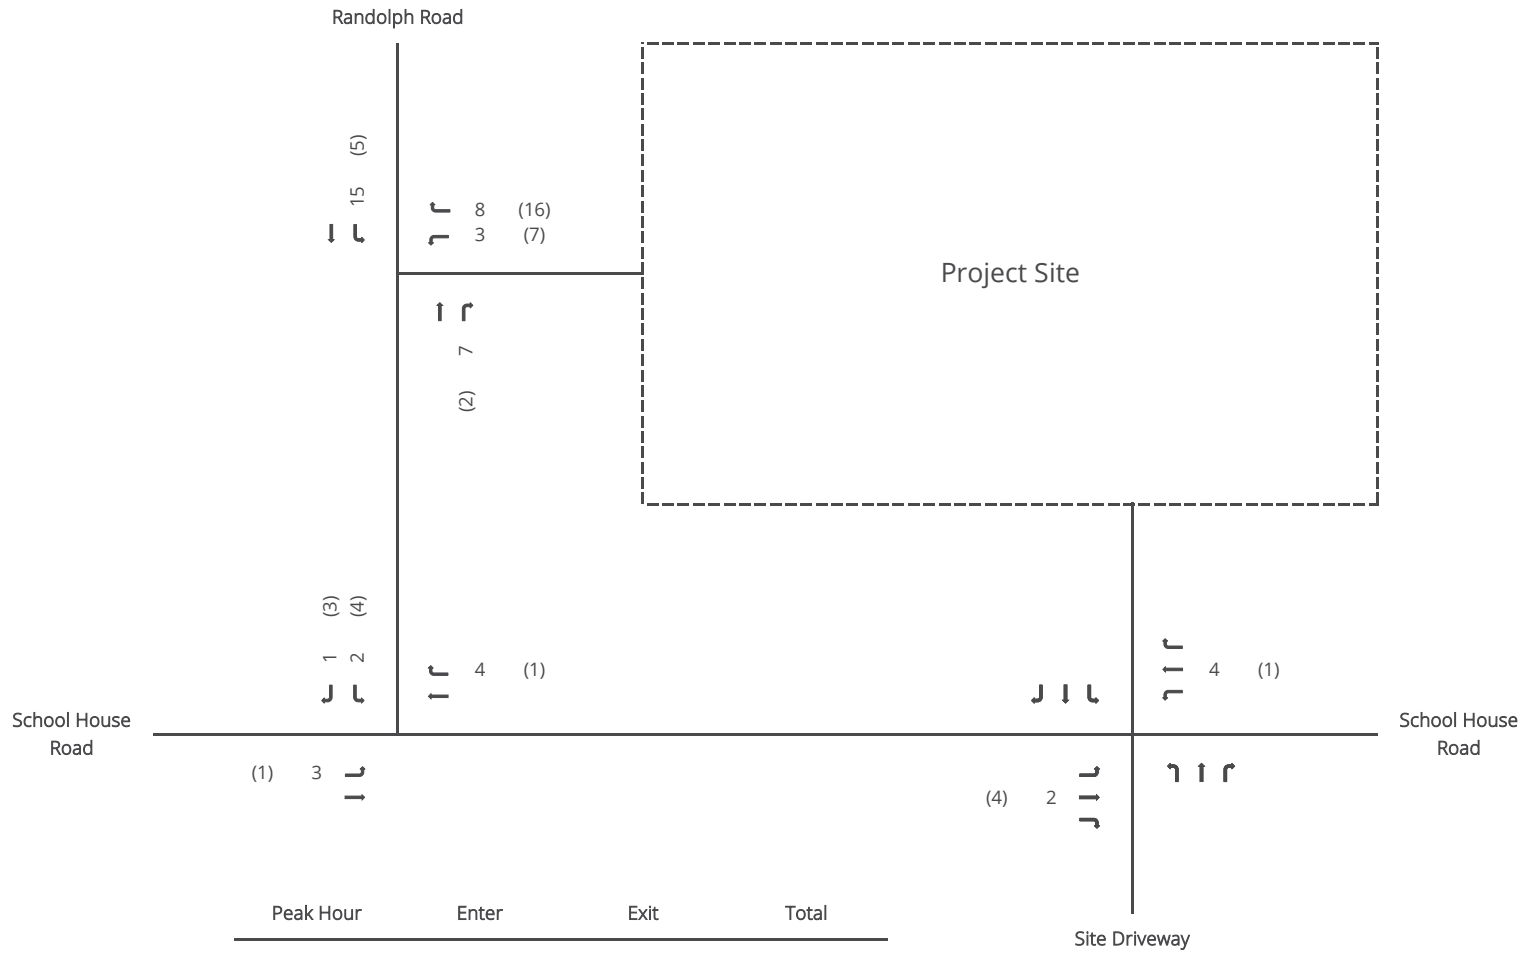 Randolph Road
(5)
15
8 (16)
3 (7)
Project Site
7
(2)
(3) (4)
1 2
4 (1)
4 (1)
School House
Road
School House
Road
(1) 3
(4) 2
Peak Hour Enter Exit Total
Site Driveway